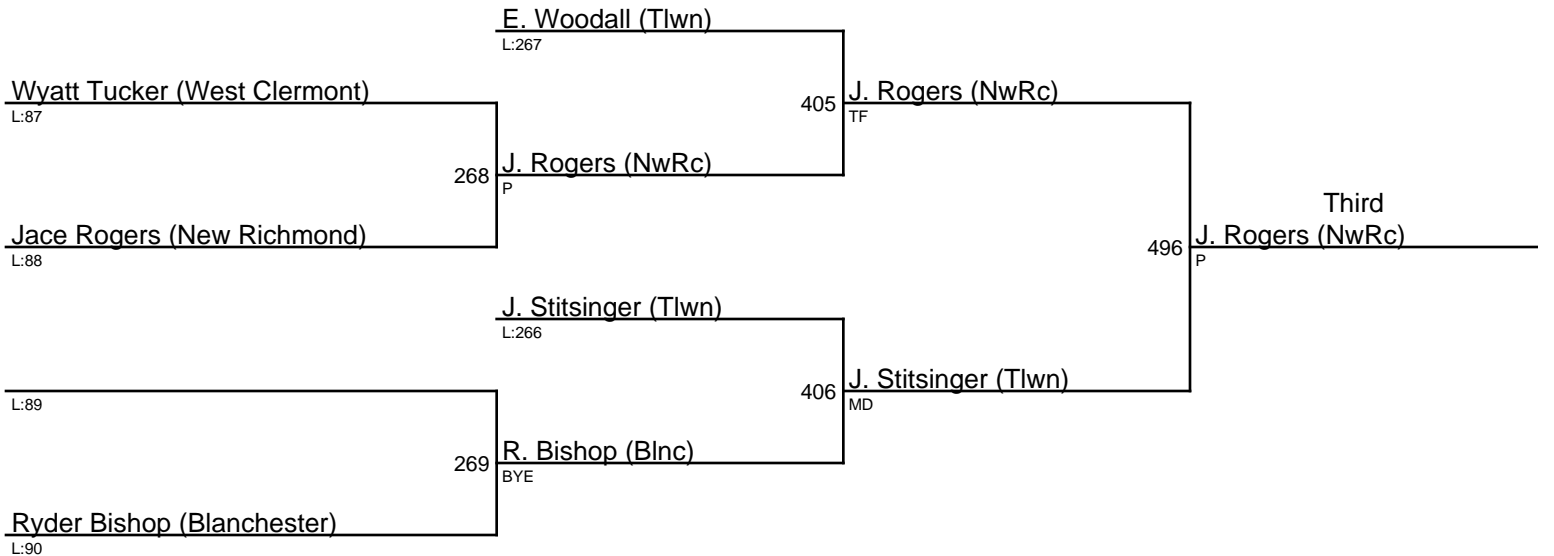 E. Woodall (Tlwn)
L:267
Wyatt Tucker (West Clermont)
L:87
405
J. Rogers (NwRc)
TF
268
J. Rogers (NwRc)
P
Third
Jace Rogers (New Richmond)
L:88
496
J. Rogers (NwRc)
P
J. Stitsinger (Tlwn)
L:266
L:89
406
J. Stitsinger (Tlwn)
MD
269
R. Bishop (Blnc)
BYE
Ryder Bishop (Blanchester)
L:90